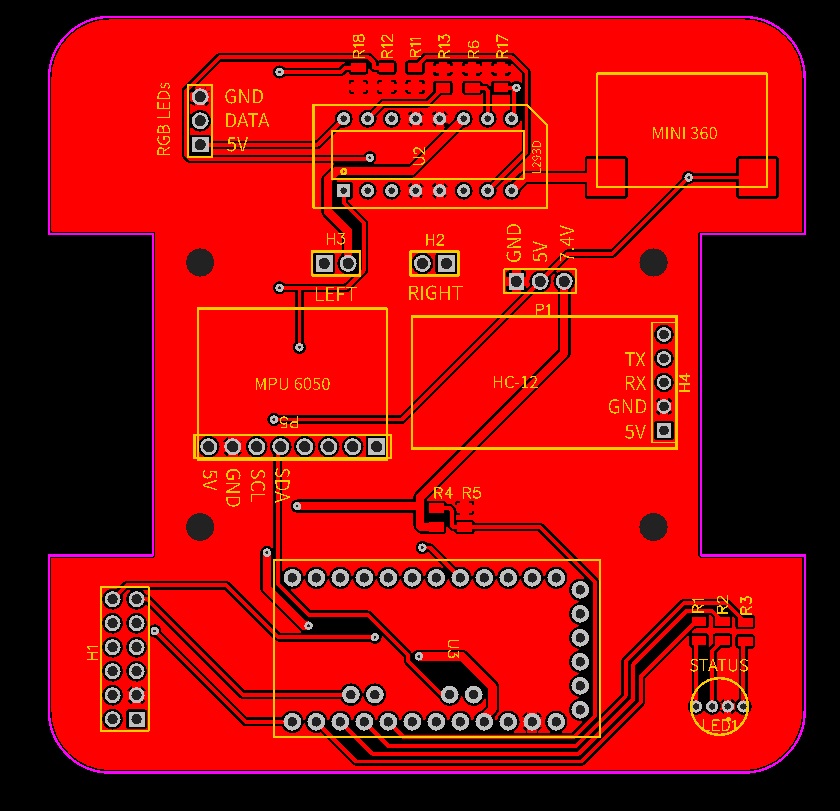 R18
R12
R11
R13
R6
R17
RGB LEDs
GND
DATA
5V
MINI 360
U2
L293D
H3
H2
GND
5V
7.4V
LEFT
RIGHT
P1
MPU 6050
HC-12
TX
RX
GND
5V
H4
P5
5V
GND
SCL
SDA
R4
R5
H1
U3
R1
R2
R3
STATUS
LED1